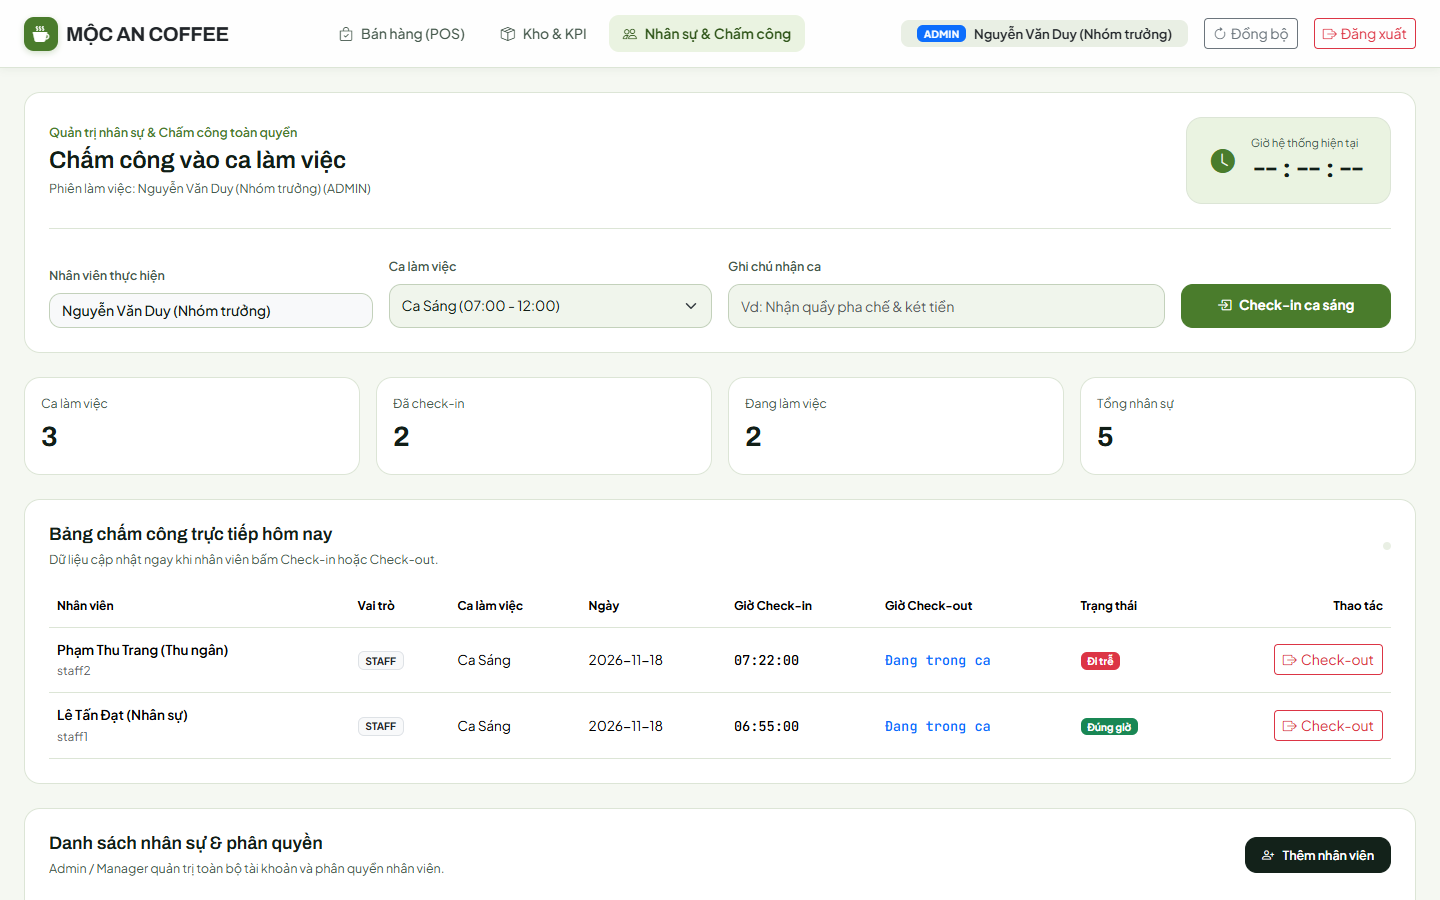 MỘC AN COFFEE
Bán hàng (POS)
Kho & KPI
Nhân sự & Chấm công
ADMIN Nguyễn Văn Duy (Nhóm trưởng)
Đồng bộ
Đăng xuất
Quản trị nhân sự & Chấm công toàn quyền
Chấm công vào ca làm việc
Phiên làm việc: Nguyễn Văn Duy (Nhóm trưởng) (ADMIN)
Giờ hệ thống hiện tại
--:--:--
Nhân viên thực hiện
Nguyễn Văn Duy (Nhóm trưởng)
Ca làm việc
Ca Sáng (07:00 - 12:00)
Ghi chú nhận ca
Vd: Nhận quầy pha chế & két tiền
Check-in ca sáng
Ca làm việc
3
Đã check-in
2
Đang làm việc
2
Tổng nhân sự
5
Bảng chấm công trực tiếp hôm nay
Dữ liệu cập nhật ngay khi nhân viên bấm Check-in hoặc Check-out.
Nhân viên Vai trò Ca làm việc Ngày Giờ Check-in Giờ Check-out Trạng thái Thao tác
Phạm Thu Trang (Thu ngân)
staff2
STAFF Ca Sáng 2026-11-18 07:22:00 Đang trong ca Đi trễ Check-out
Lê Tấn Đạt (Nhân sự)
staff1
STAFF Ca Sáng 2026-11-18 06:55:00 Đang trong ca Đúng giờ Check-out
Danh sách nhân sự & phân quyền
Admin / Manager quản trị toàn bộ tài khoản và phân quyền nhân viên.
Thêm nhân viên